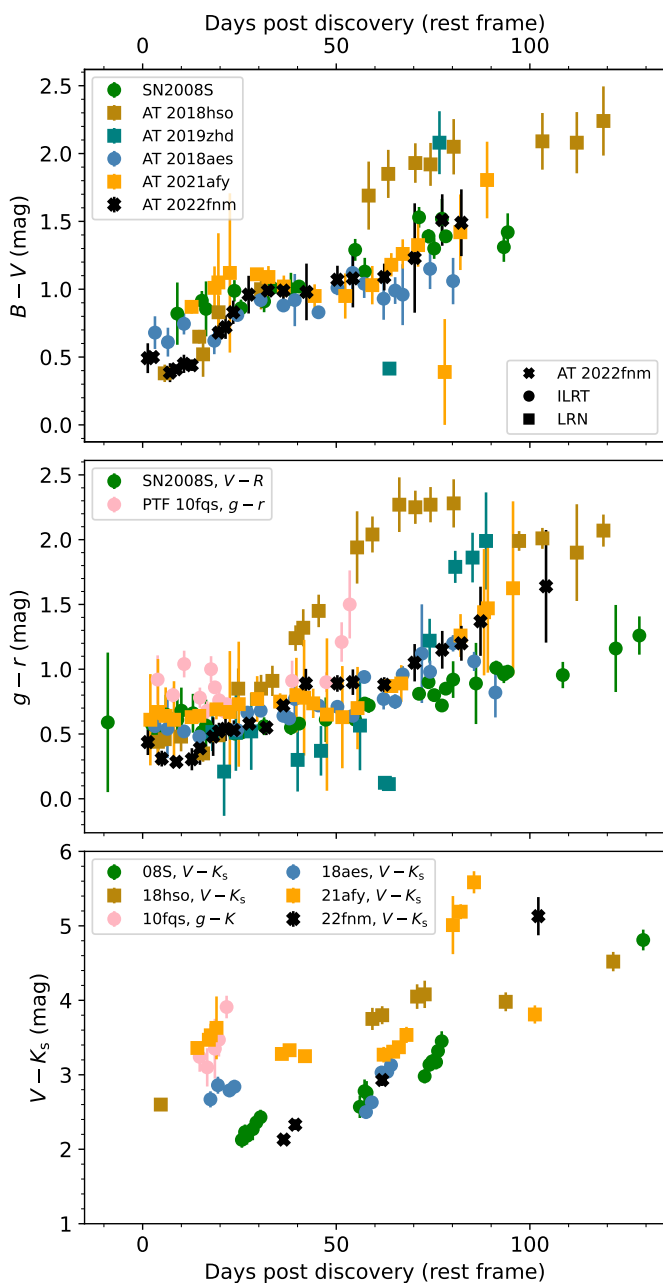 Days post discovery (rest frame)
0 50 100
2.5
2.0
1.5
1.0
0.5
0.0
B − V (mag)
SN2008S
AT 2018hso
AT 2019zhd
AT 2018aes
AT 2021afy
AT 2022fnm
AT 2022fnm
ILRT
LRN
2.5
2.0
1.5
1.0
0.5
0.0
g − r (mag)
SN2008S, V − R
PTF 10fqs, g − r
6
5
4
3
2
1
V − Ks (mag)
08S, V − Ks
18hso, V − Ks
10fqs, g − K
18aes, V − Ks
21afy, V − Ks
22fnm, V − Ks
0 50 100
Days post discovery (rest frame)